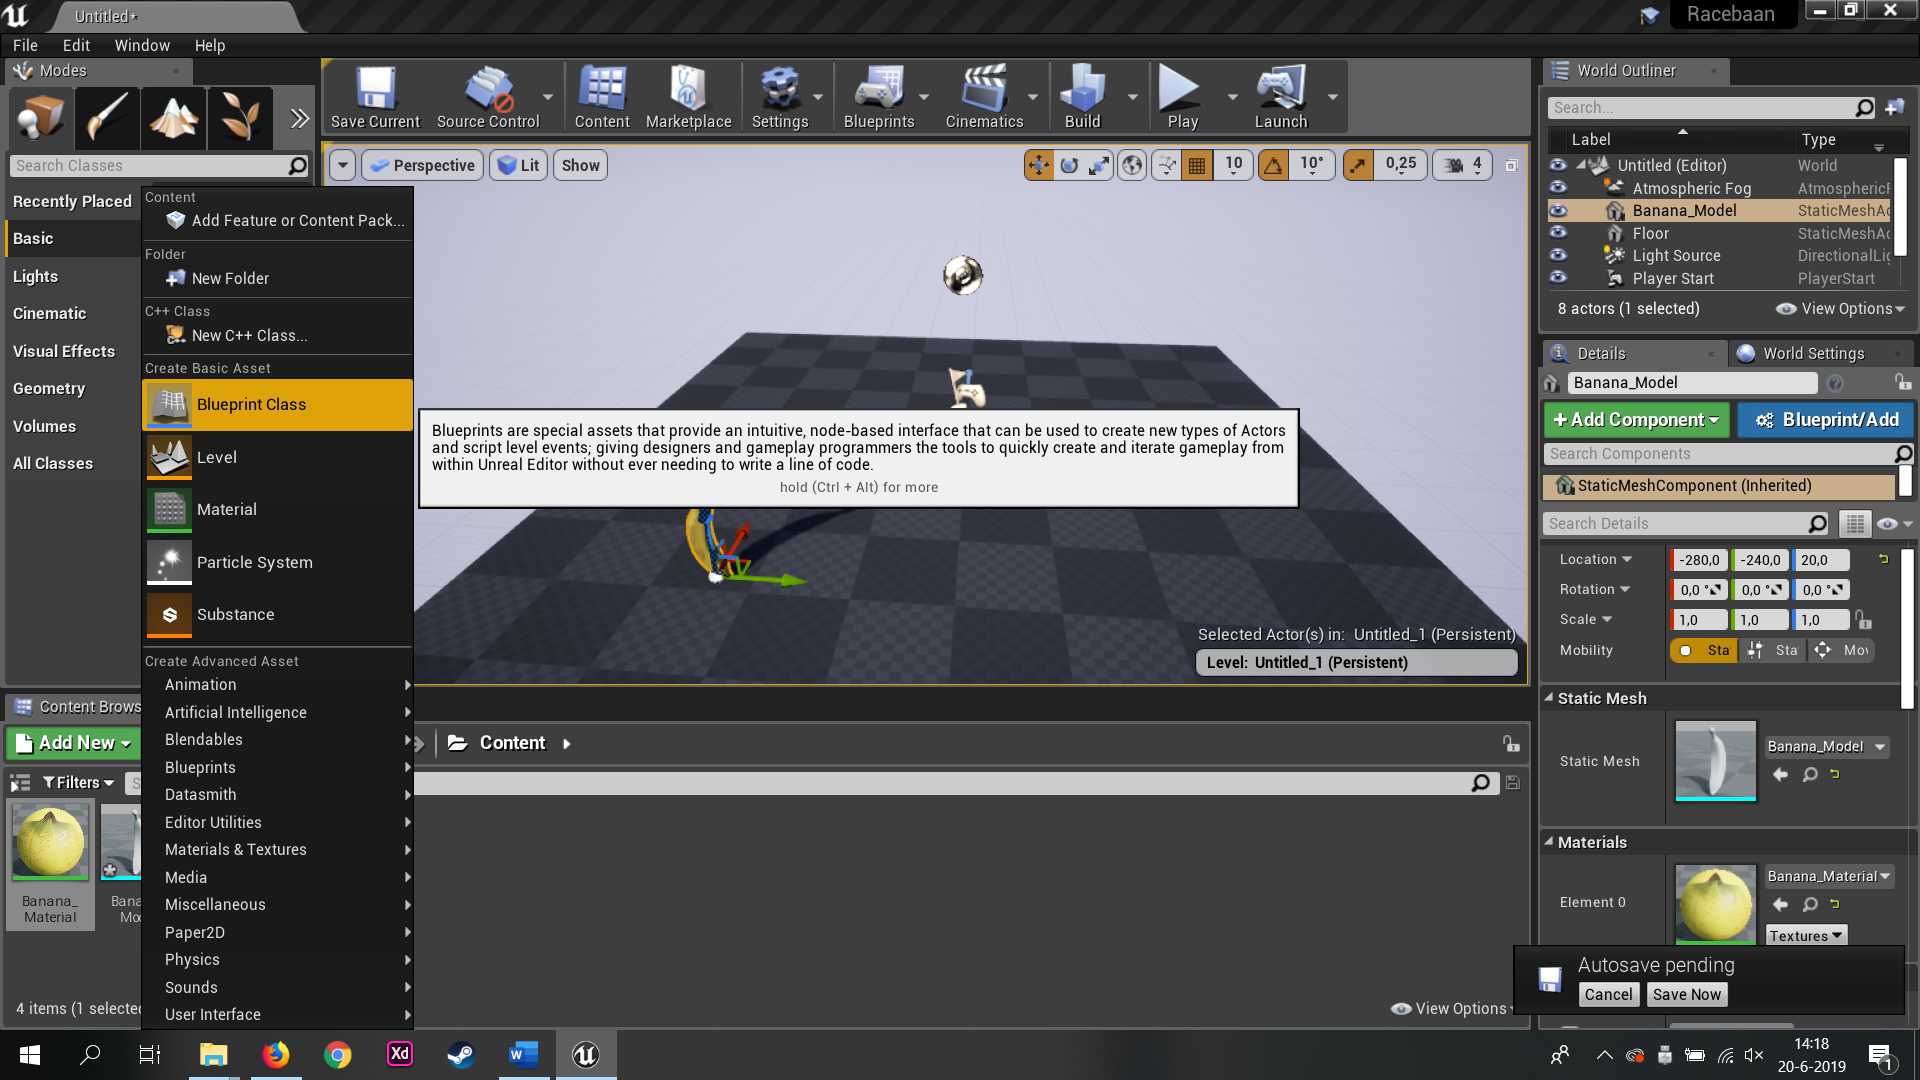 Untitled*
Racebaan
File Edit Window Help
Modes
Save Current
Source Control
Content
Marketplace
Settings
Blueprints
Cinematics
Build
Play
Launch
World Outliner
Search...
Label
Type
Untitled (Editor) World
Atmospheric Fog Atmospheric
Banana_Model StaticMeshAc
Floor StaticMeshAc
Light Source DirectionalLig
Player Start PlayerStart
8 actors (1 selected)
View Options
Search Classes
Recently Placed
Basic
Lights
Cinematic
Visual Effects
Geometry
Volumes
All Classes
Perspective
Lit
Show
10
10°
0,25
4
Content
Add Feature or Content Pack...
Folder
New Folder
C++ Class
New C++ Class...
Create Basic Asset
Blueprint Class
Level
Material
Particle System
Substance
Create Advanced Asset
Animation
Artificial Intelligence
Blendables
Blueprints
Datasmith
Editor Utilities
Materials & Textures
Media
Miscellaneous
Paper2D
Physics
Sounds
User Interface
Blueprints are special assets that provide an intuitive, node-based interface that can be used to create new types of Actors
and script level events; giving designers and gameplay programmers the tools to quickly create and iterate gameplay from
within Unreal Editor without ever needing to write a line of code.
hold (Ctrl + Alt) for more
Selected Actor(s) in: Untitled_1 (Persistent)
Level: Untitled_1 (Persistent)
Details
World Settings
Banana_Model
+ Add Component
Blueprint/Add
Search Components
StaticMeshComponent (Inherited)
Search Details
Location -280,0 -240,0 20,0
Rotation 0,0 ° 0,0 ° 0,0 °
Scale 1,0 1,0 1,0
Mobility Sta Sta Mov
Static Mesh
Static Mesh
Banana_Model
Materials
Element 0
Banana_Material
Textures
Content Brows
Add New
Content
Filters
S
Banana_
Material
Bana
Mo
4 items (1 selected
View Options
Autosave pending
Cancel
Save Now
Xd
14:18
20-6-2019
1